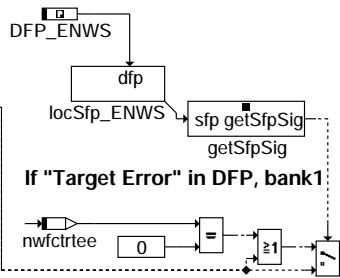 DFP_ENWS
dfp
locSfp_ENWS
sfp getSfpSig
getSfpSig
If "Target Error" in DFP, bank1
=
≥1
nwfctrtee
0